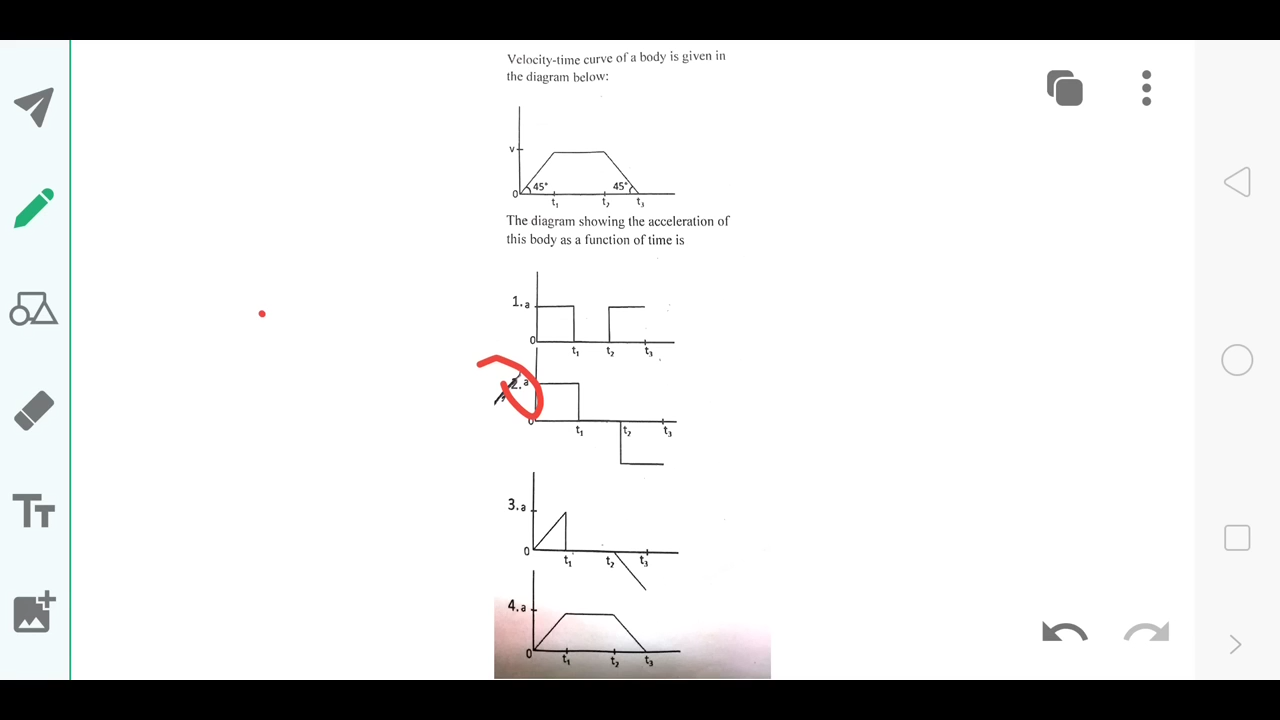 Velocity-time curve of a body is given in
the diagram below:
v
45° 45°
0
t₁ t₂ t₃
The diagram showing the acceleration of
this body as a function of time is
1. a
0
t₁ t₂ t₃
2. a
0
t₁ t₂ t₃
3. a
0
t₁ t₂ t₃
4. a
0
t₁ t₂ t₃
TT